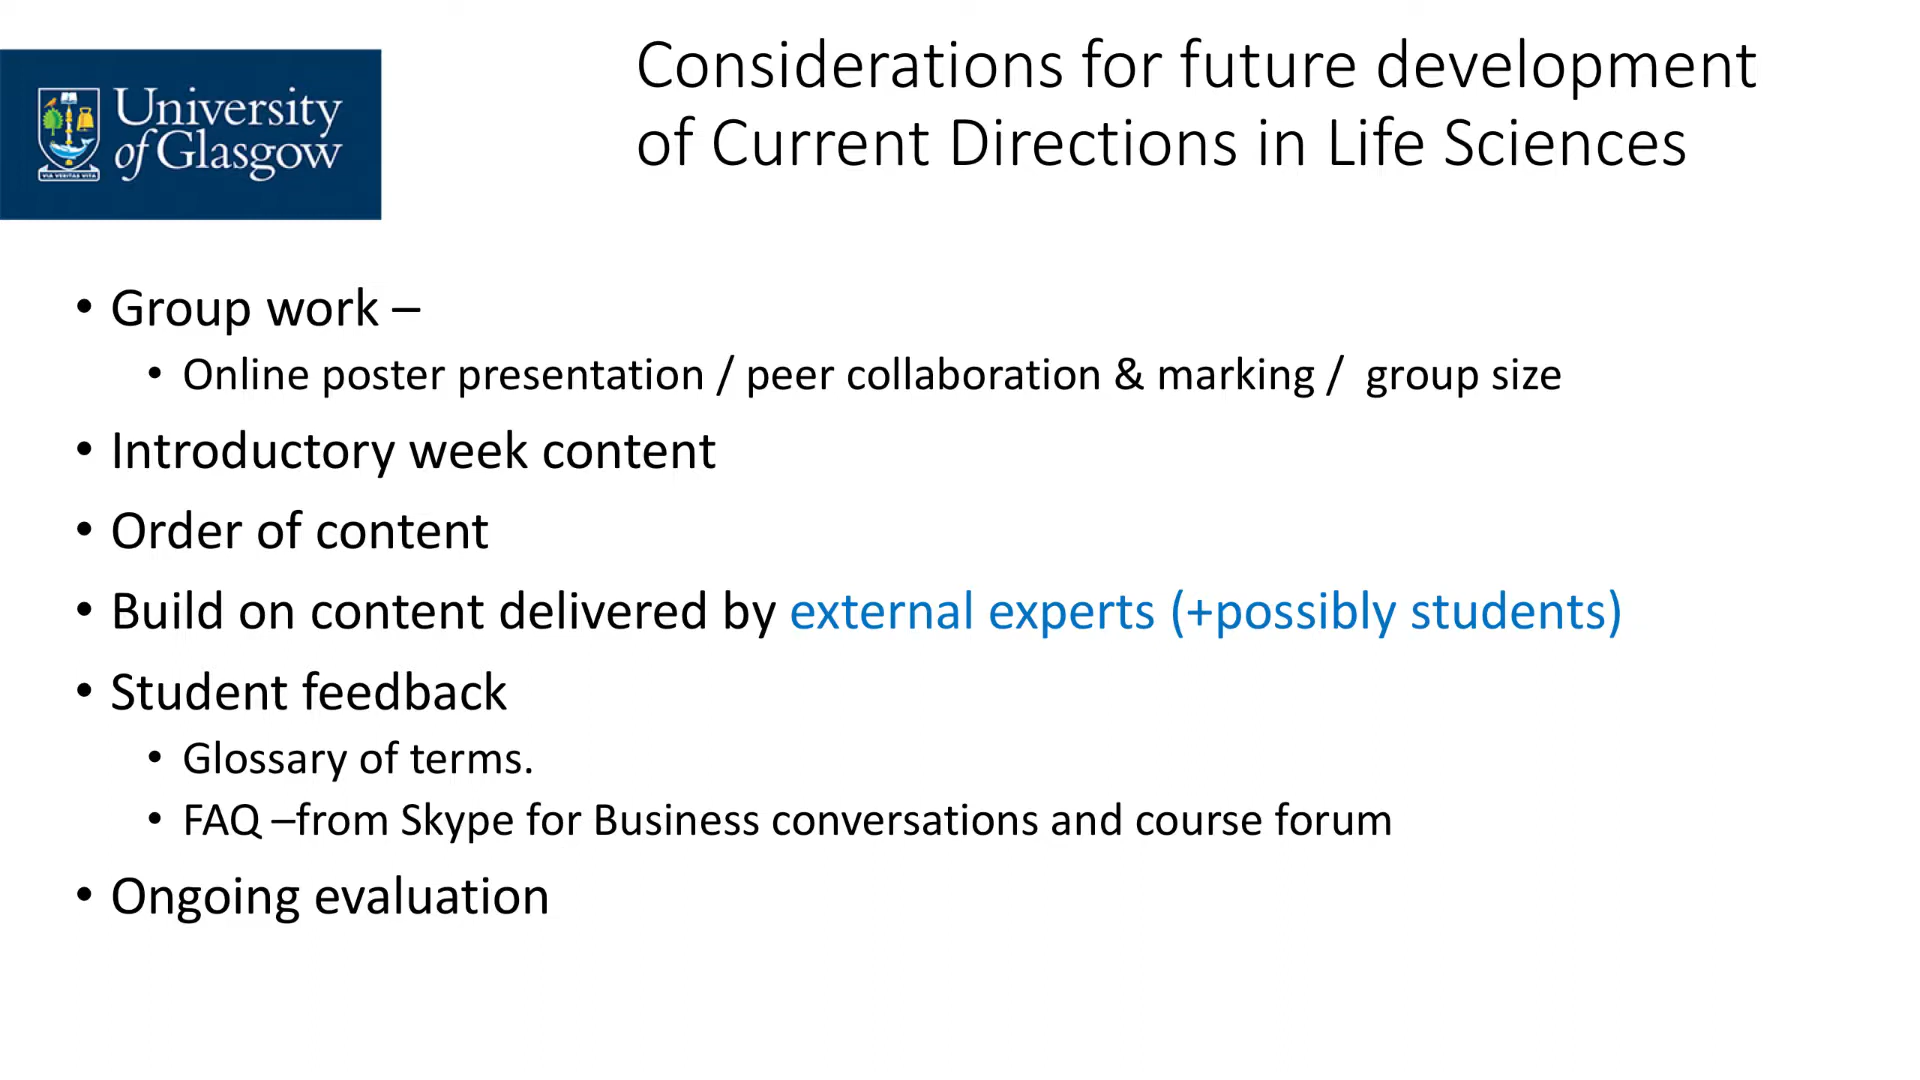 University
of Glasgow
VIA VERITAS VITA
Considerations for future development
of Current Directions in Life Sciences
• Group work –
• Online poster presentation / peer collaboration & marking / group size
• Introductory week content
• Order of content
• Build on content delivered by external experts (+possibly students)
• Student feedback
• Glossary of terms.
• FAQ –from Skype for Business conversations and course forum
• Ongoing evaluation